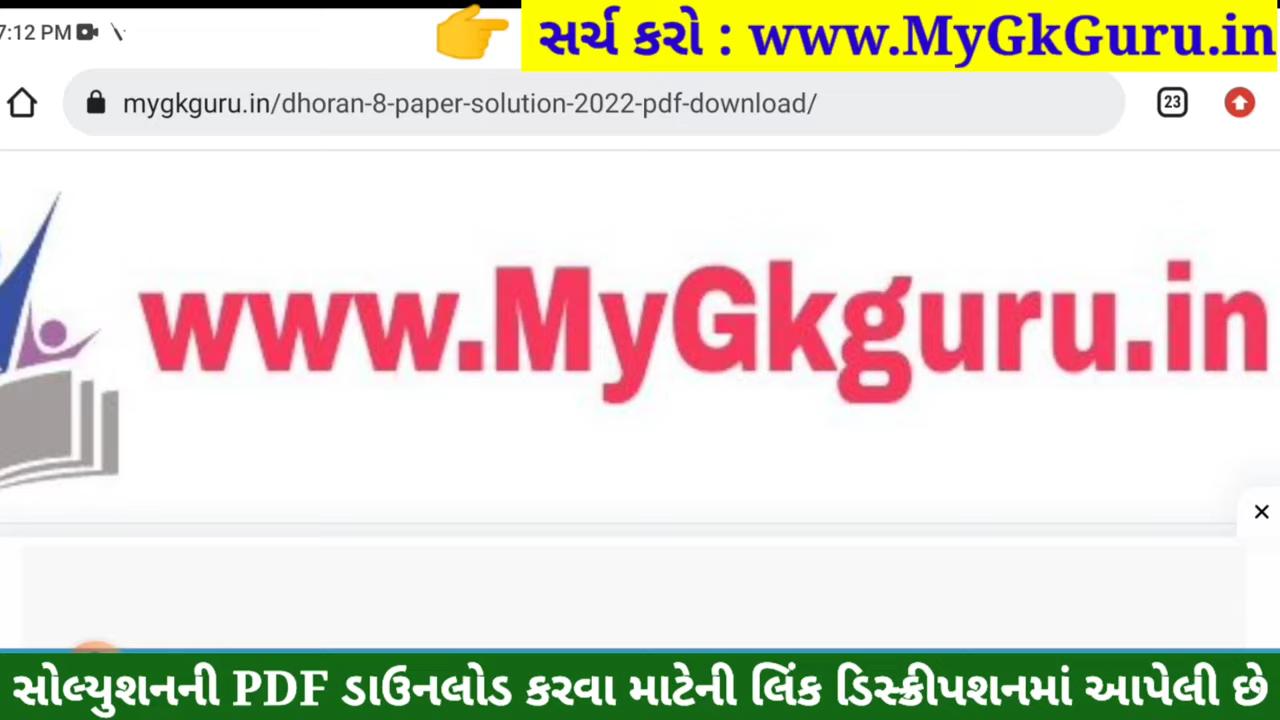 7:12 PM
સર્ચ કરો : www.MyGkGuru.in
mygkguru.in/dhoran-8-paper-solution-2022-pdf-download/
23
www.MyGkguru.in
સોલ્યુશનની PDF ડાઉનલોડ કરવા માટેની લિંક ડિસ્ક્રીપશનમાં આપેલી છે